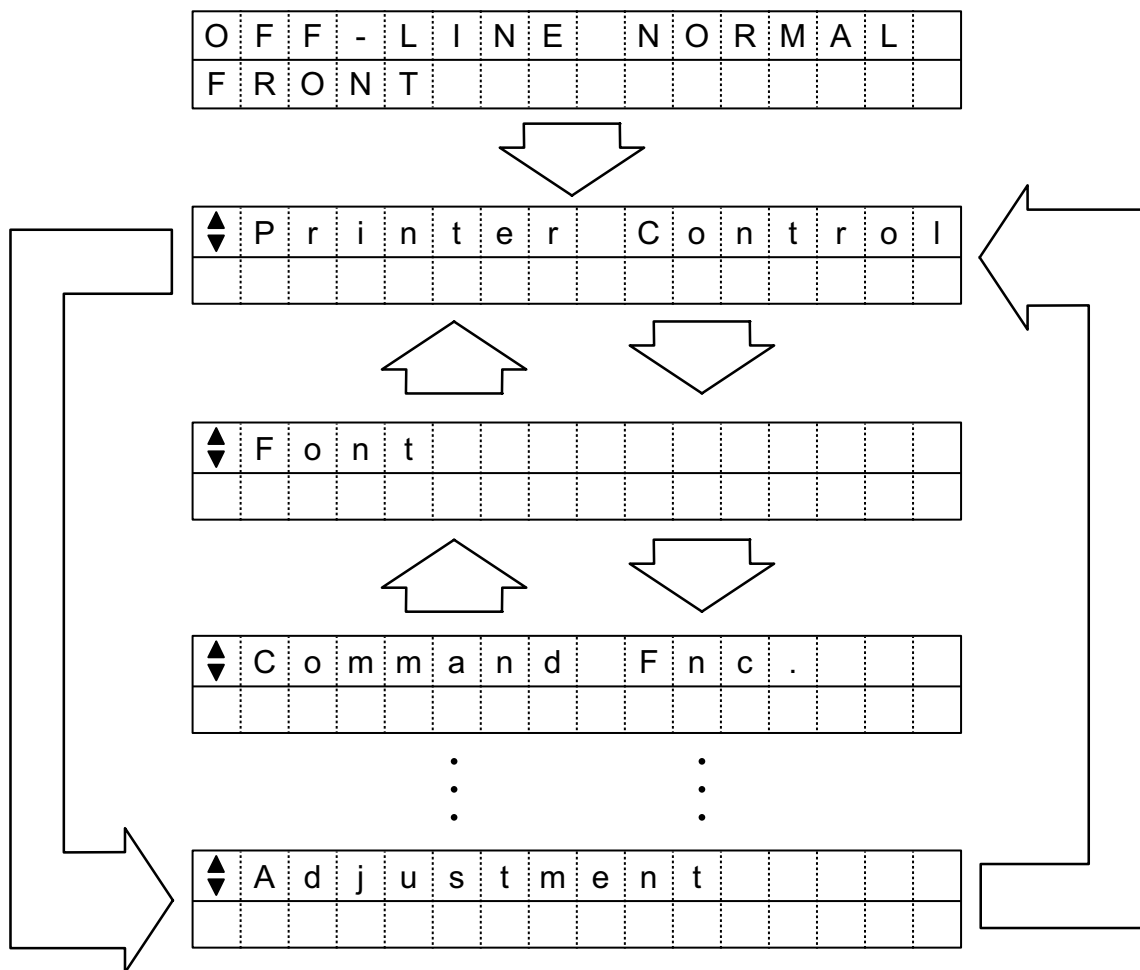 OFF-LINE NORMAL
FRONT
Printer Control
Font
Command Fnc.
Adjustment